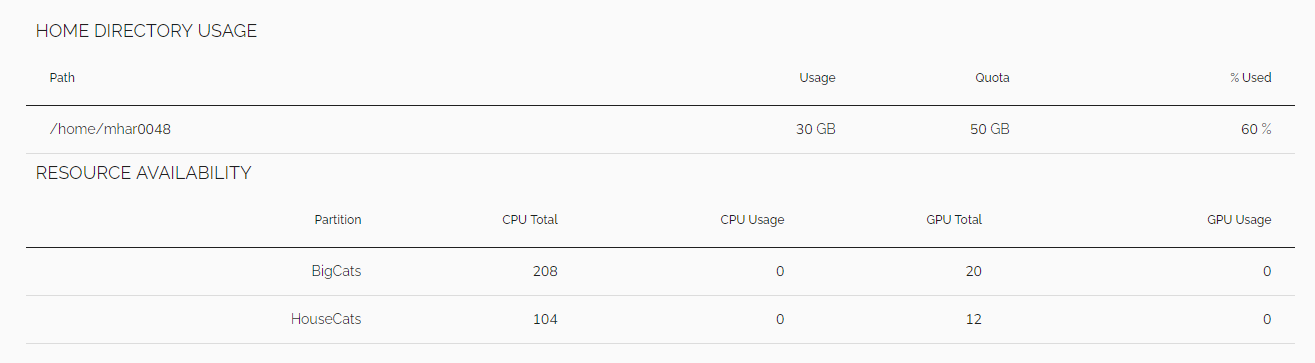 HOME DIRECTORY USAGE
Path Usage Quota % Used
/home/mhar0048 30 GB 50 GB 60 %
RESOURCE AVAILABILITY
Partition CPU Total CPU Usage GPU Total GPU Usage
BigCats 208 0 20 0
HouseCats 104 0 12 0